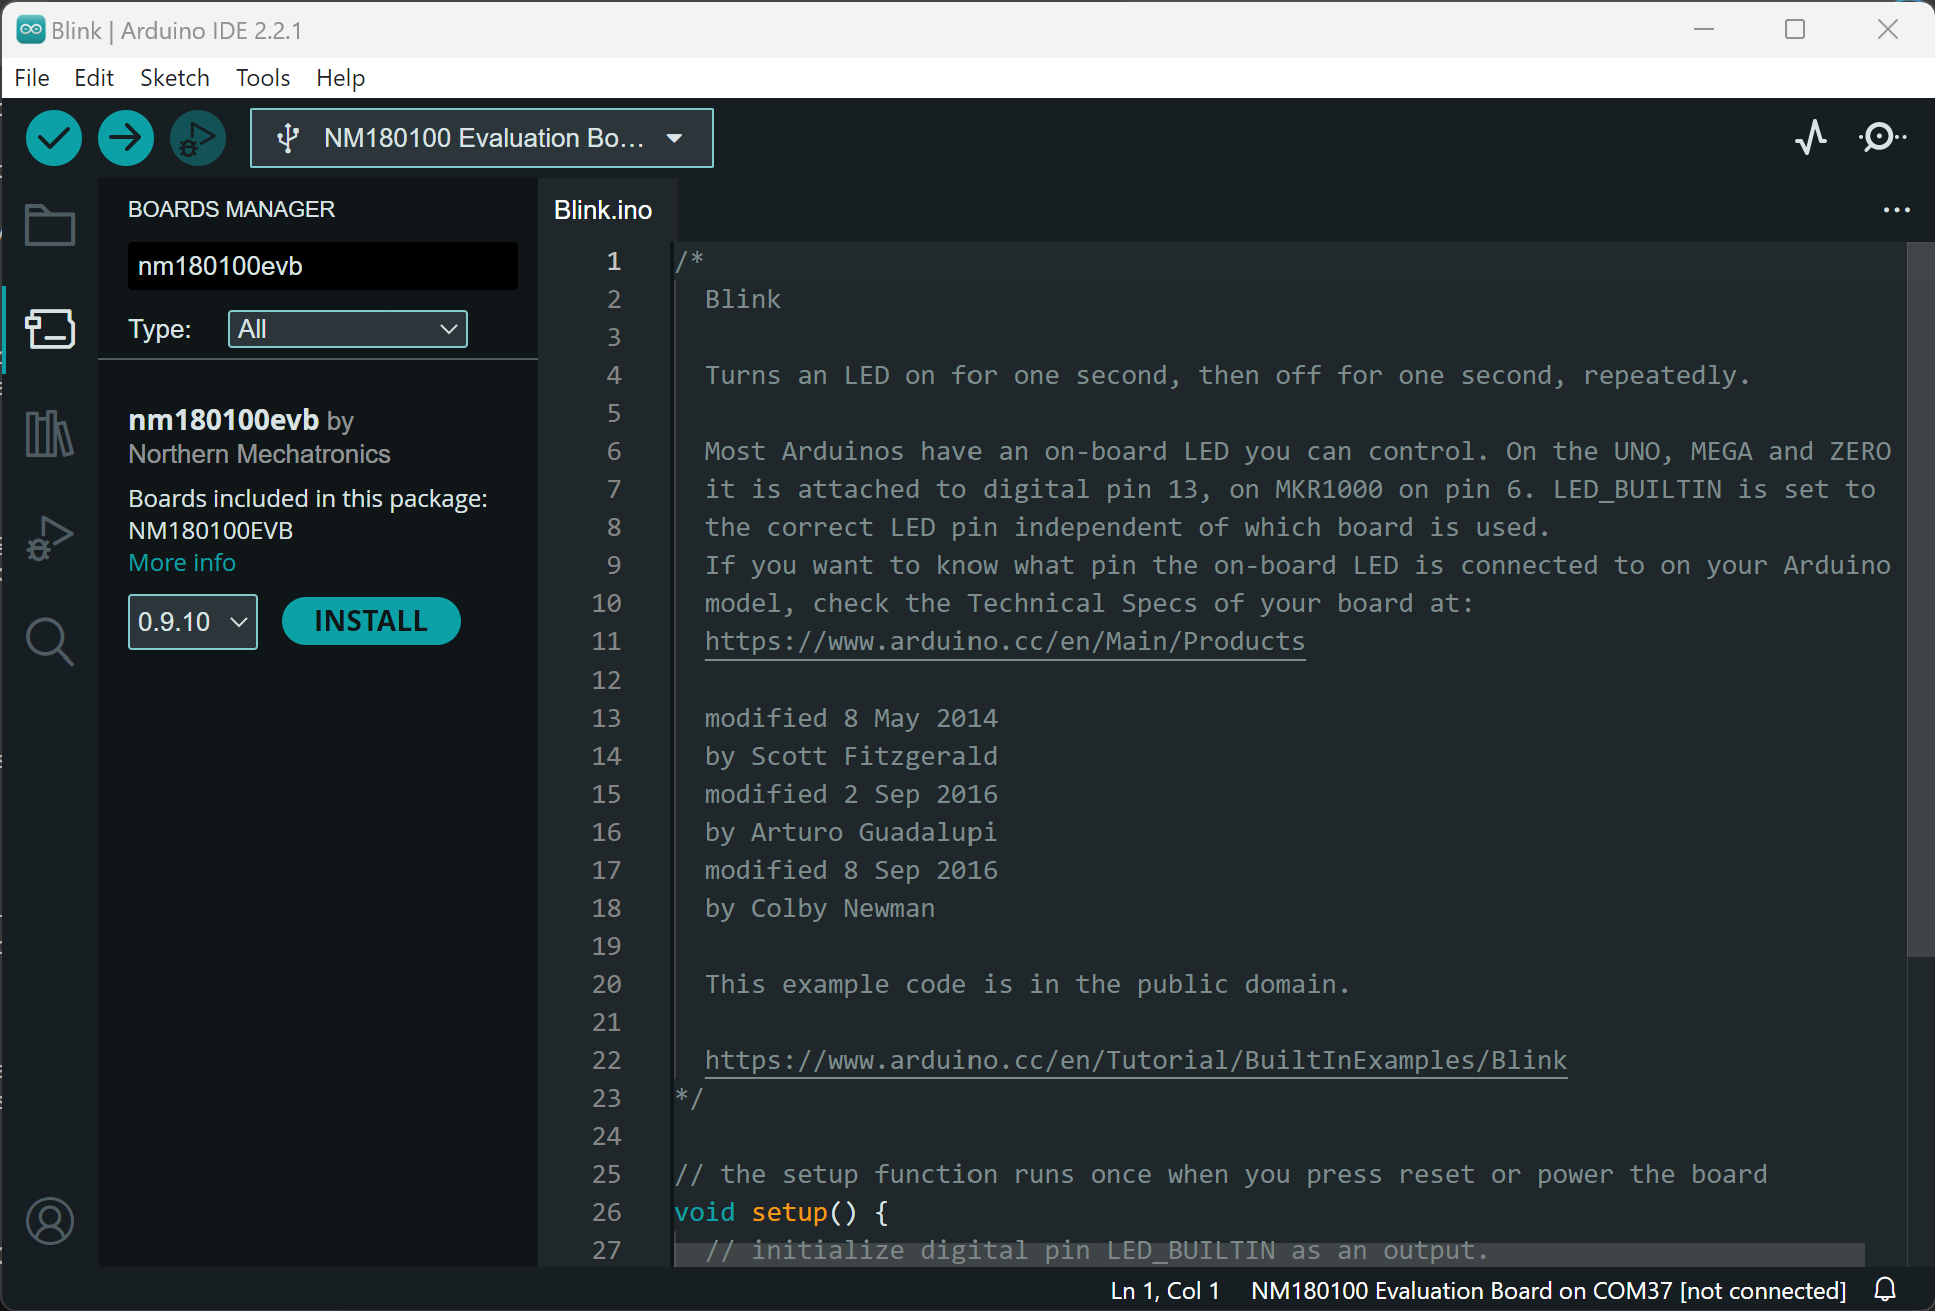 Blink | Arduino IDE 2.2.1
File Edit Sketch Tools Help
NM180100 Evaluation Bo...
BOARDS MANAGER
nm180100evb
Type: All
nm180100evb by
Northern Mechatronics
Boards included in this package:
NM180100EVB
More info
0.9.10 INSTALL
Blink.ino
1 /*
2 Blink
3
4 Turns an LED on for one second, then off for one second, repeatedly.
5
6 Most Arduinos have an on-board LED you can control. On the UNO, MEGA and ZERO
7 it is attached to digital pin 13, on MKR1000 on pin 6. LED_BUILTIN is set to
8 the correct LED pin independent of which board is used.
9 If you want to know what pin the on-board LED is connected to on your Arduino
10 model, check the Technical Specs of your board at:
11 https://www.arduino.cc/en/Main/Products
12
13 modified 8 May 2014
14 by Scott Fitzgerald
15 modified 2 Sep 2016
16 by Arturo Guadalupi
17 modified 8 Sep 2016
18 by Colby Newman
19
20 This example code is in the public domain.
21
22 https://www.arduino.cc/en/Tutorial/BuiltInExamples/Blink
23 */
24
25 // the setup function runs once when you press reset or power the board
26 void setup() {
27 // initialize digital pin LED_BUILTIN as an output.
Ln 1, Col 1 NM180100 Evaluation Board on COM37 [not connected]